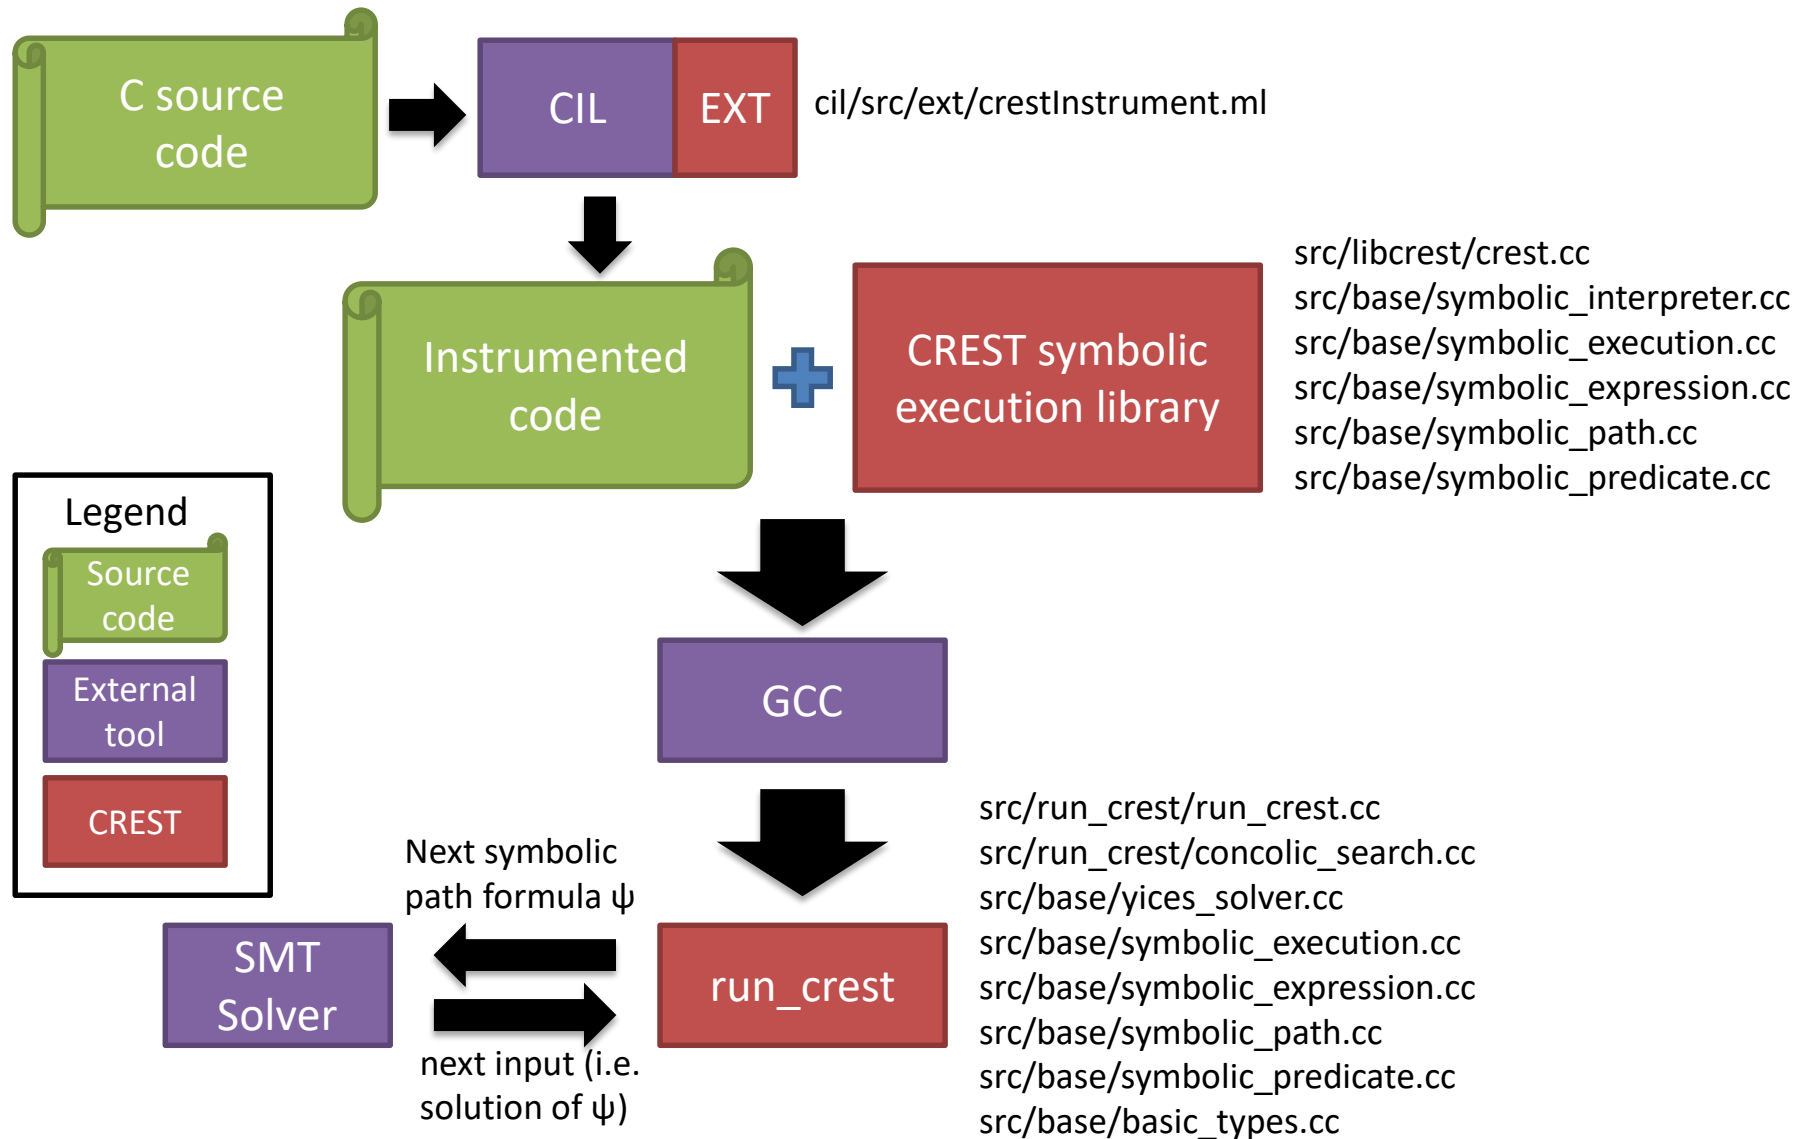 C source
code
CIL
EXT
cil/src/ext/crestInstrument.ml
Instrumented
code
CREST symbolic
execution library
src/libcrest/crest.cc
src/base/symbolic_interpreter.cc
src/base/symbolic_execution.cc
src/base/symbolic_expression.cc
src/base/symbolic_path.cc
src/base/symbolic_predicate.cc
Legend
Source
code
External
tool
CREST
GCC
Next symbolic
path formula ψ
SMT
Solver
next input (i.e.
solution of ψ)
run_crest
src/run_crest/run_crest.cc
src/run_crest/concolic_search.cc
src/base/yices_solver.cc
src/base/symbolic_execution.cc
src/base/symbolic_expression.cc
src/base/symbolic_path.cc
src/base/symbolic_predicate.cc
src/base/basic_types.cc